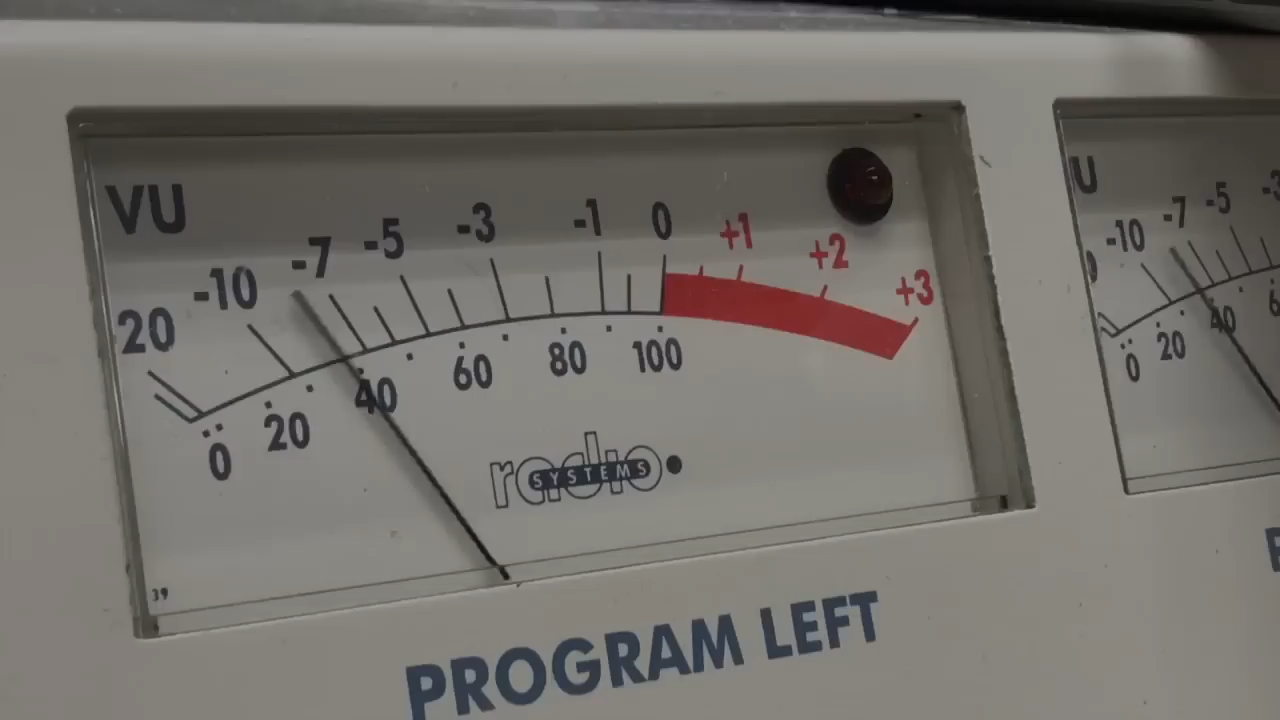 VU
20 -10 -7 -5 -3 -1 0 +1 +2 +3
0 20 40 60 80 100
radio
SYSTEMS
39
PROGRAM LEFT
U
-10 -7 -5
0 20 40